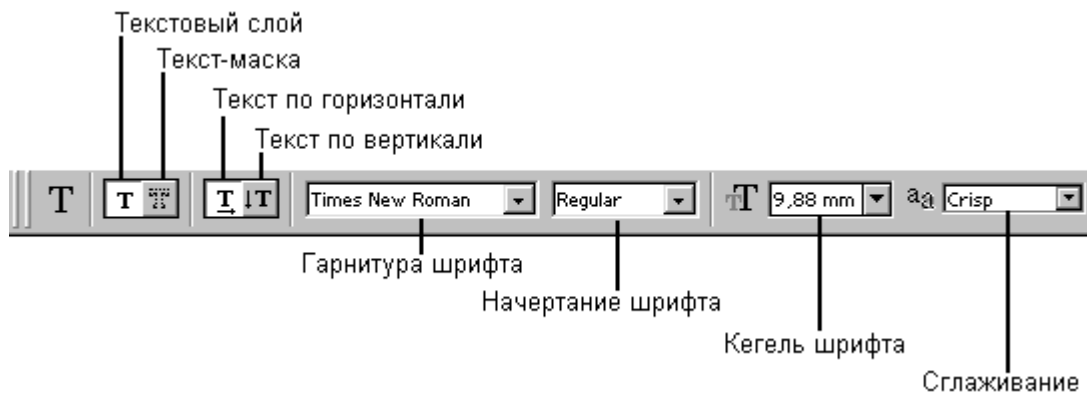 Текстовый слой
Текст-маска
Текст по горизонтали
Текст по вертикали
T T T T ↓T Times New Roman Regular тT 9,88 mm aa Crisp
Гарнитура шрифта
Начертание шрифта
Кегель шрифта
Сглаживание